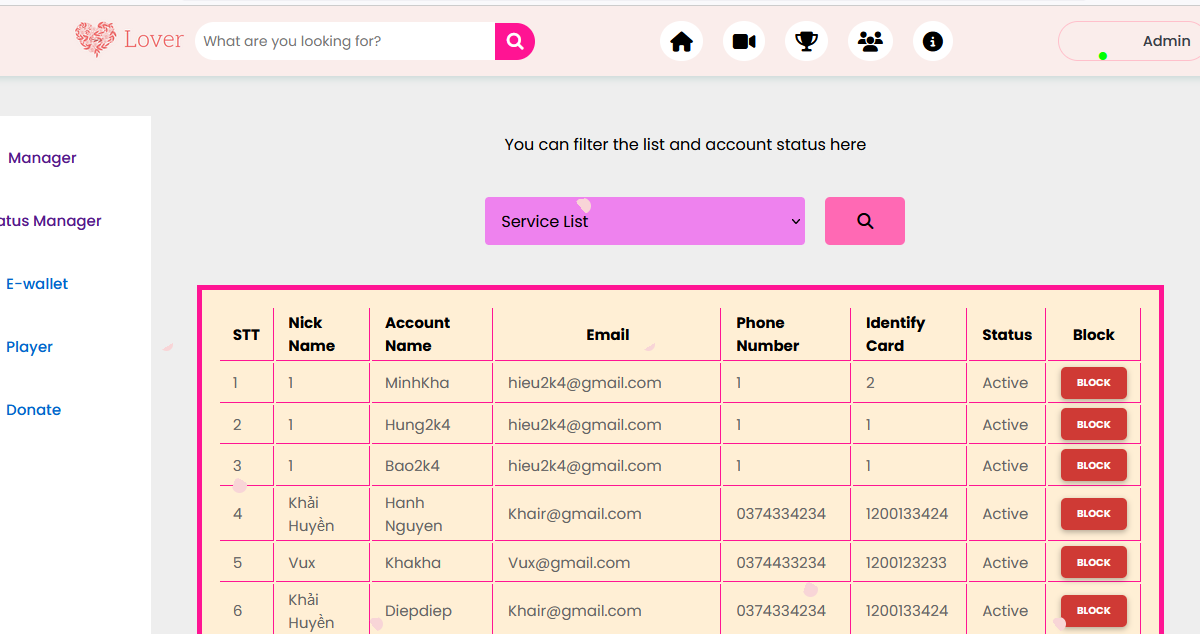 Lover
What are you looking for?
Admin
Manager
atus Manager
E-wallet
Player
Donate
You can filter the list and account status here
Service List
STT Nick Name Account Name Email Phone Number Identify Card Status Block
1 1 MinhKha hieu2k4@gmail.com 1 2 Active BLOCK
2 1 Hung2k4 hieu2k4@gmail.com 1 1 Active BLOCK
3 1 Bao2k4 hieu2k4@gmail.com 1 1 Active BLOCK
4 Khải Huyền Hanh Nguyen Khair@gmail.com 0374334234 1200133424 Active BLOCK
5 Vux Khakha Vux@gmail.com 0374433234 1200123233 Active BLOCK
6 Khải Huyền Diepdiep Khair@gmail.com 0374334234 1200133424 Active BLOCK